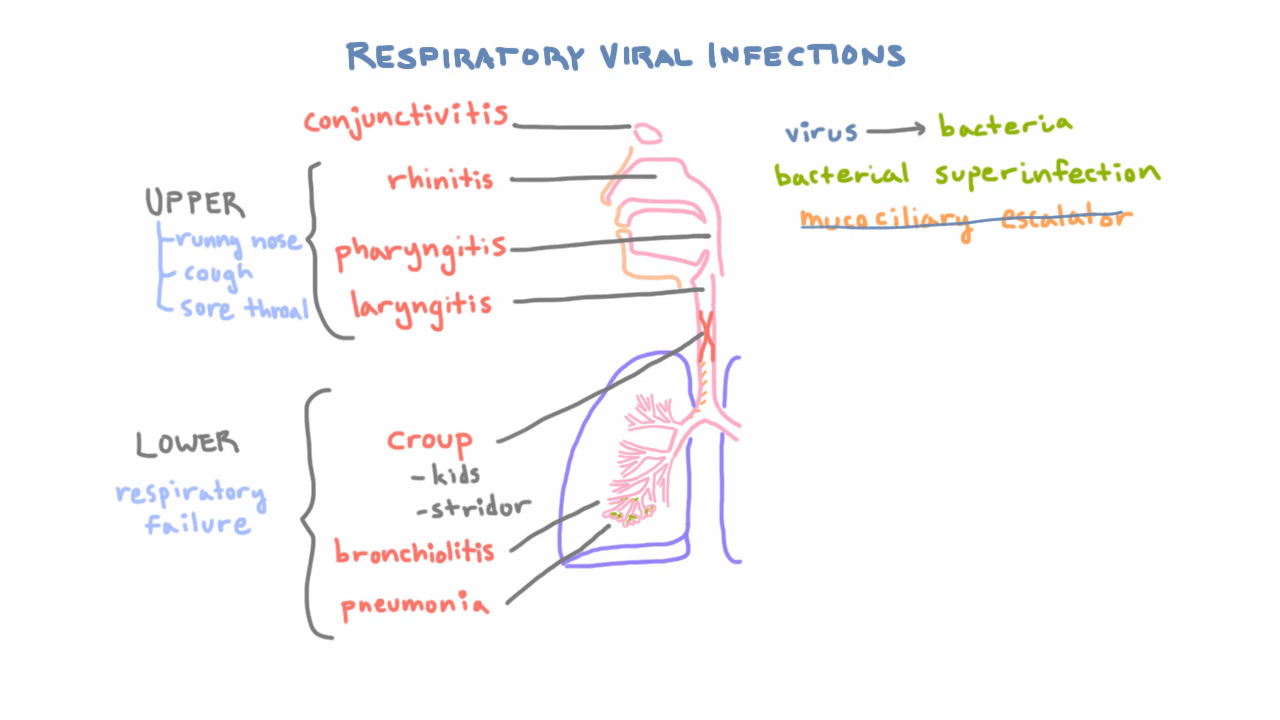 RESPIRATORY VIRAL INFECTIONS
conjunctivitis
rhinitis
pharyngitis
laryngitis
UPPER
runny nose
cough
sore throat
LOWER
respiratory
failure
croup
- kids
- stridor
bronchiolitis
pneumonia
virus → bacteria
bacterial superinfection
mucociliary escalator